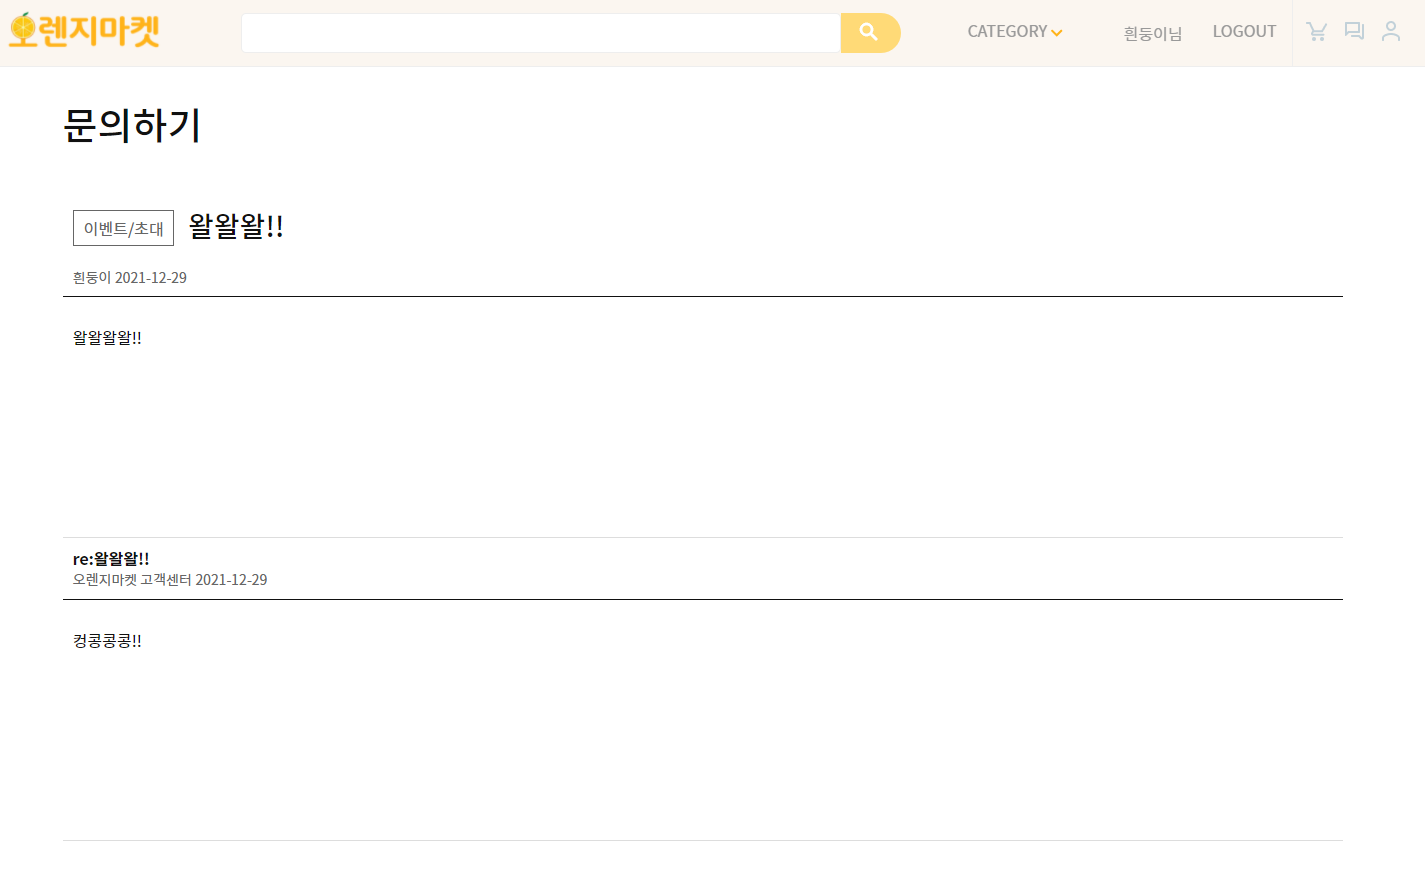 오렌지마켓
CATEGORY
흰둥이님
LOGOUT
문의하기
이벤트/초대
왈왈왈!!
흰둥이 2021-12-29
왈왈왈왈!!
re:왈왈왈!!
오렌지마켓 고객센터 2021-12-29
컹콩콩콩!!